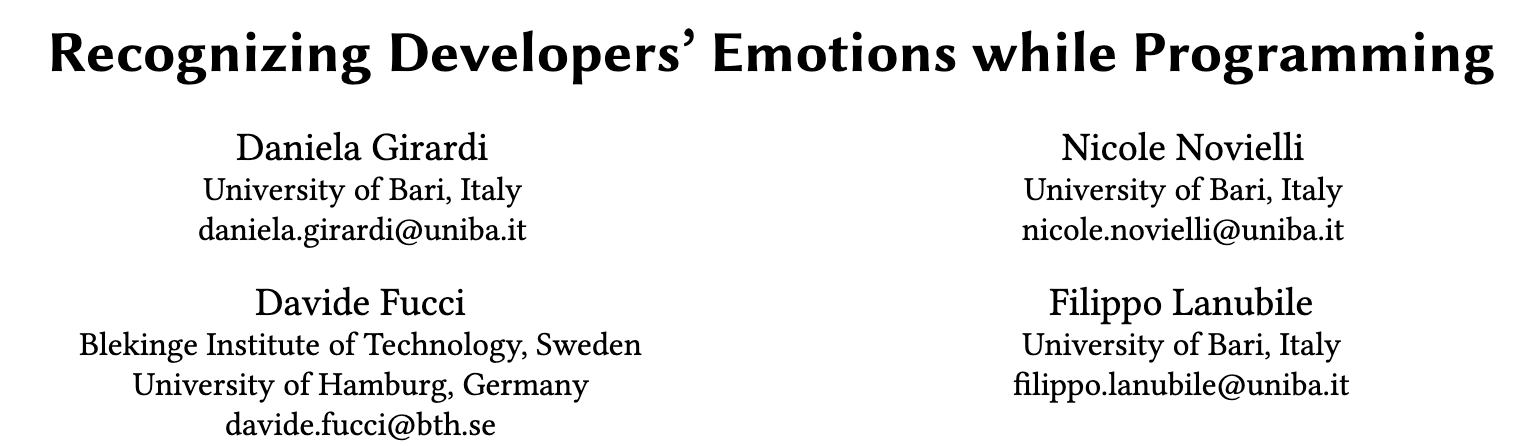 Recognizing Developers’ Emotions while Programming
Daniela Girardi
University of Bari, Italy
daniela.girardi@uniba.it
Nicole Novielli
University of Bari, Italy
nicole.novielli@uniba.it
Davide Fucci
Blekinge Institute of Technology, Sweden
University of Hamburg, Germany
davide.fucci@bth.se
Filippo Lanubile
University of Bari, Italy
filippo.lanubile@uniba.it